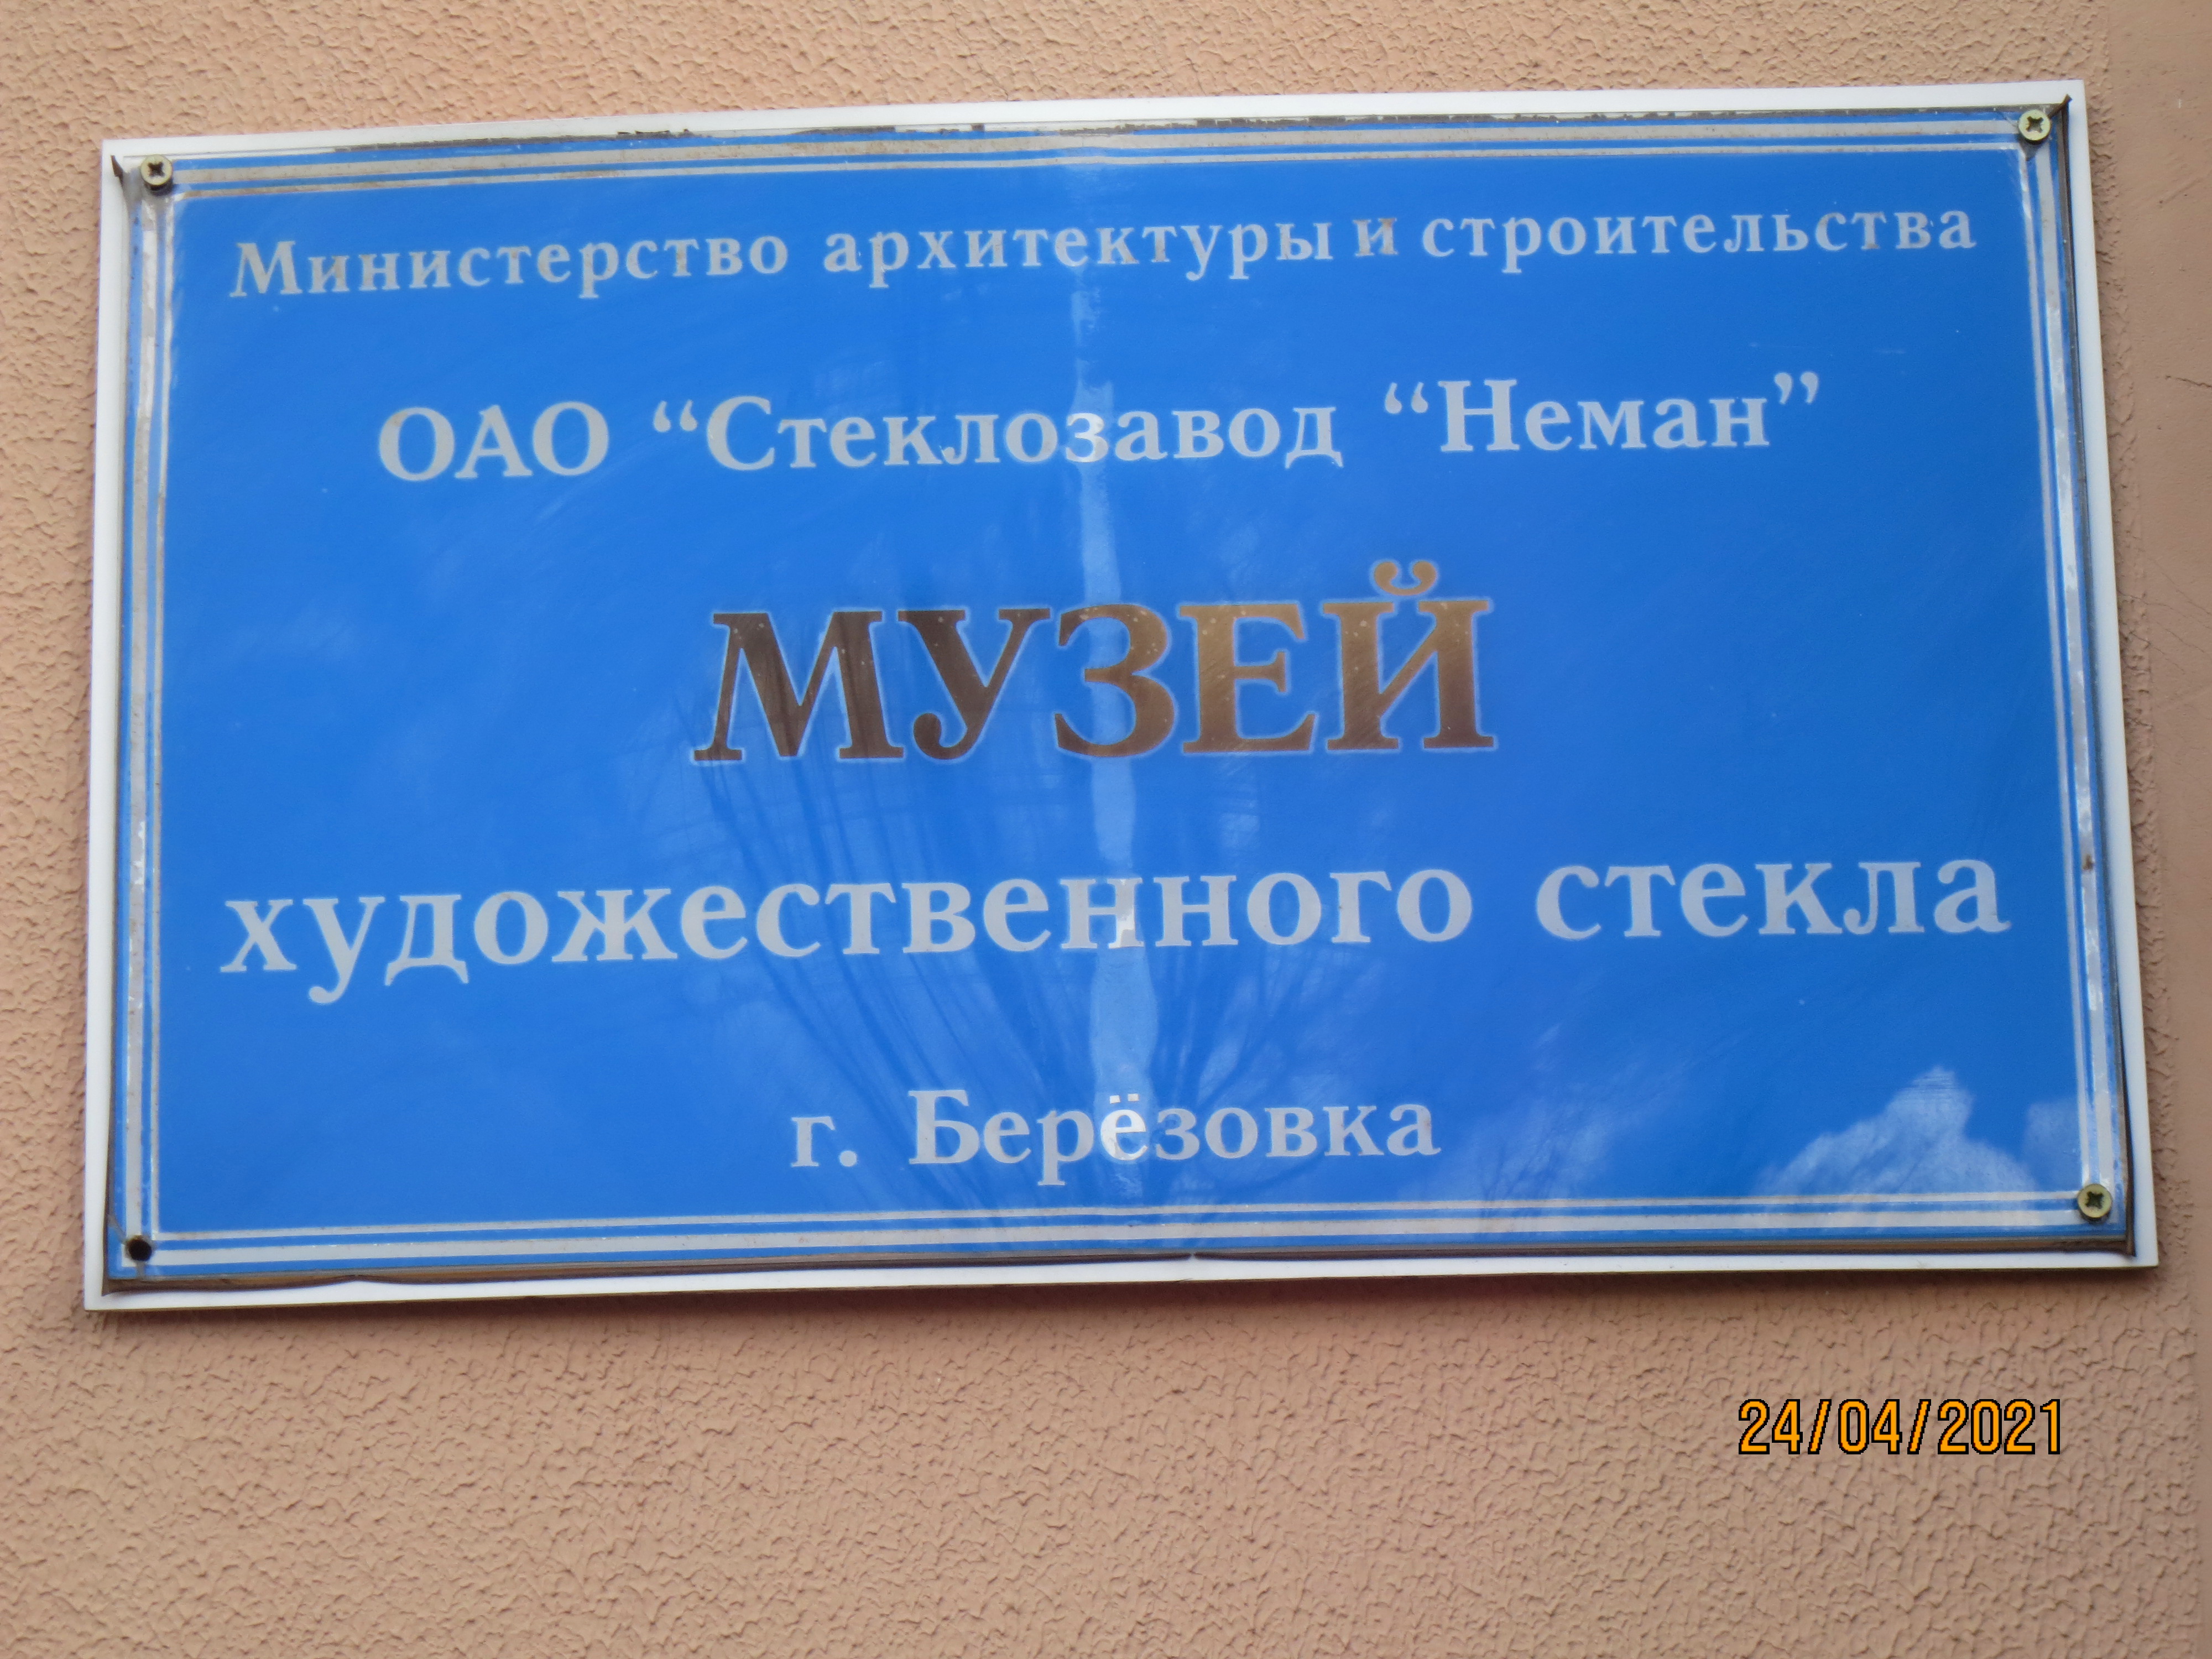 Министерство архитектуры и строительства
ОАО “Стеклозавод “Неман”
МУЗЕЙ
художественного стекла
г. Берёзовка
24/04/2021